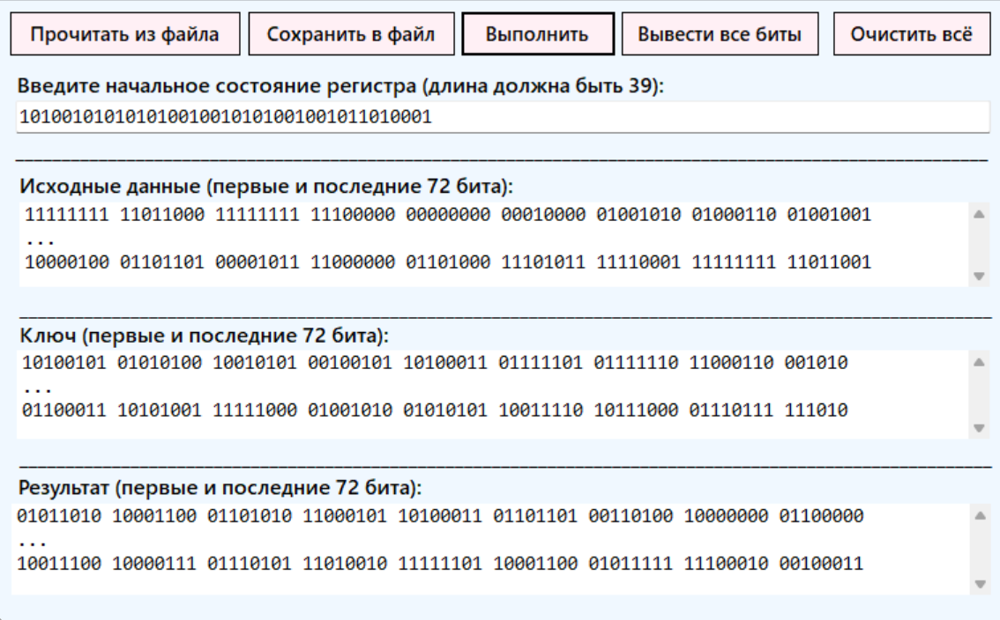 Прочитать из файла
Сохранить в файл
Выполнить
Вывести все биты
Очистить всё
Введите начальное состояние регистра (длина должна быть 39):
101001010101010010010101001001011010001
Исходные данные (первые и последние 72 бита):
11111111 11011000 11111111 11100000 00000000 00010000 01001010 01000110 01001001
...
10000100 01101101 00001011 11000000 01101000 11101011 11110001 11111111 11011001
Ключ (первые и последние 72 бита):
10100101 01010100 10010101 00100101 10100011 01111101 01111110 11000110 001010
...
01100011 10101001 11111000 01001010 01010101 10011110 10111000 01110111 111010
Результат (первые и последние 72 бита):
01011010 10001100 01101010 11000101 10100011 01101101 00110100 10000000 01100000
...
10011100 10000111 01110101 11010010 11111101 10001100 01011111 11100010 00100011